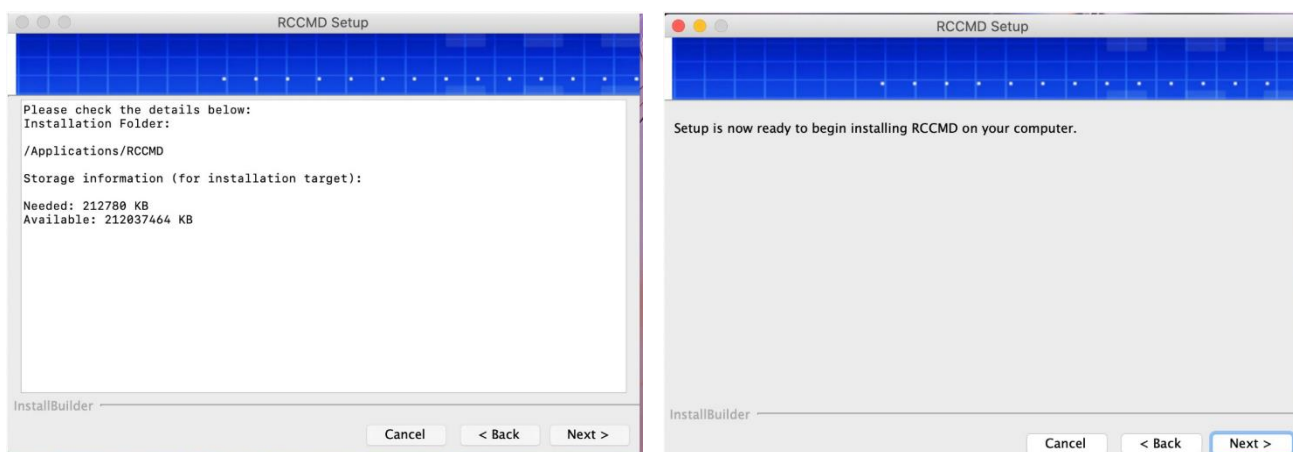 RCCMD Setup
Please check the details below:
Installation Folder:
/Applications/RCCMD
Storage information (for installation target):
Needed: 212780 KB
Available: 212037464 KB
InstallBuilder
Cancel < Back Next >
RCCMD Setup
Setup is now ready to begin installing RCCMD on your computer.
InstallBuilder
Cancel < Back Next >